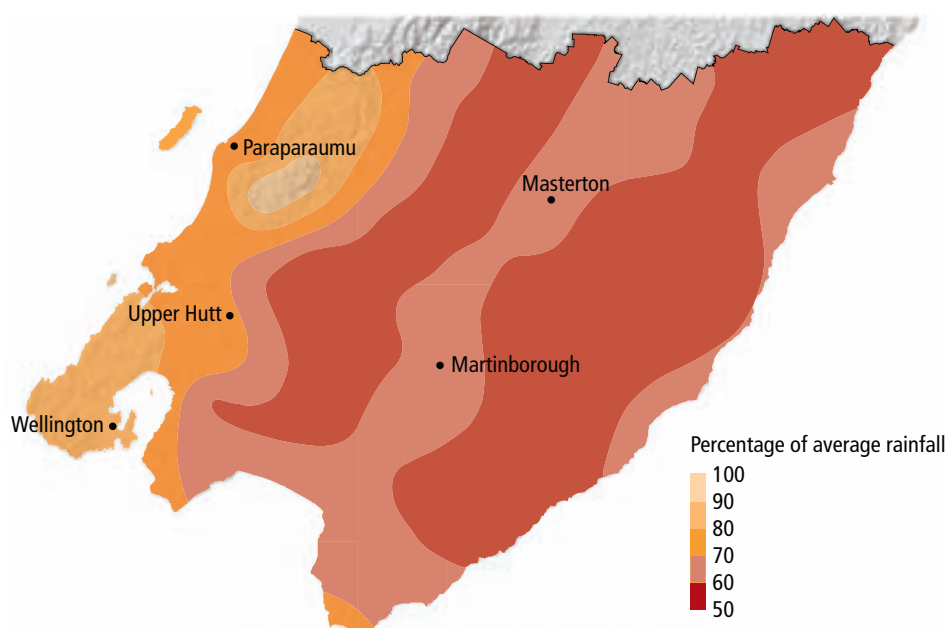 Paraparaumu
Masterton
Upper Hutt
Martinborough
Wellington
Percentage of average rainfall
100
90
80
70
60
50